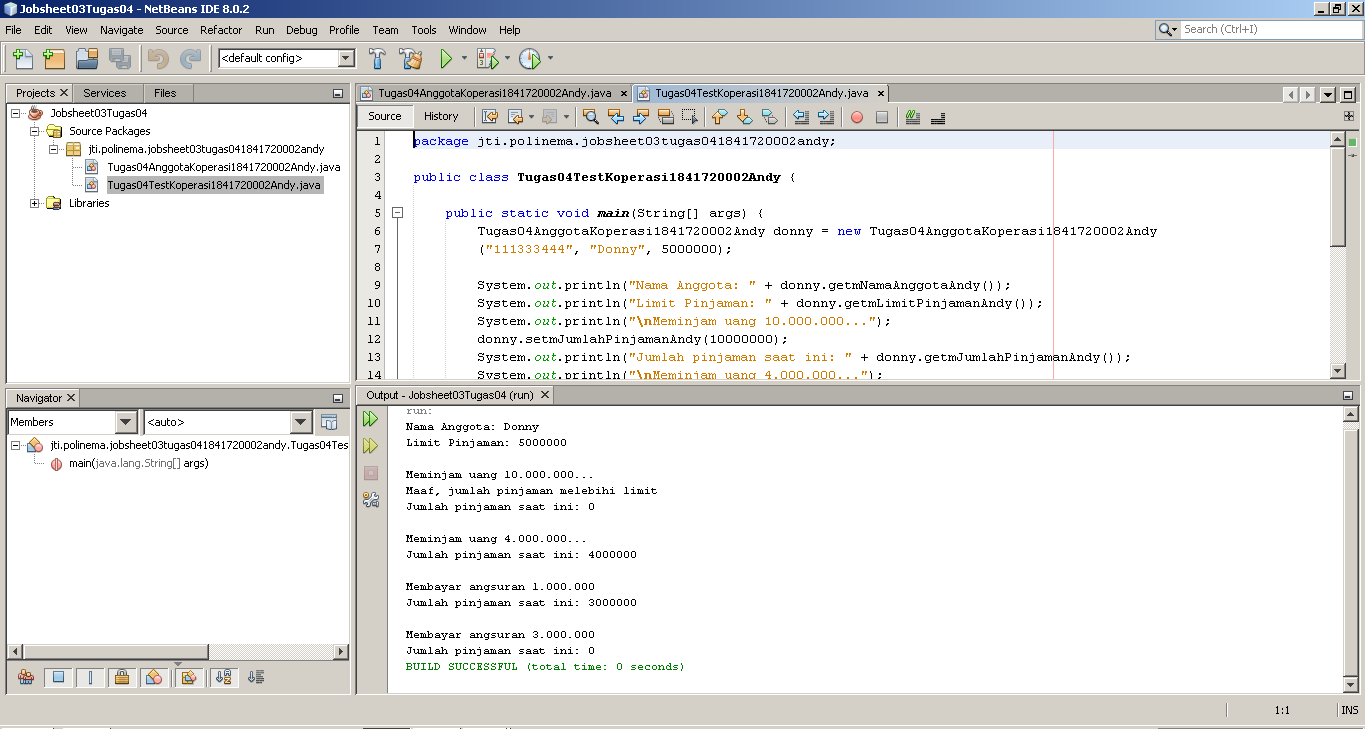 Jobsheet03Tugas04 - NetBeans IDE 8.0.2
File Edit View Navigate Source Refactor Run Debug Profile Team Tools Window Help
Search (Ctrl+I)
<default config>
Projects Services Files
Jobsheet03Tugas04
Source Packages
jti.polinema.jobsheet03tugas041841720002andy
Tugas04AnggotaKoperasi1841720002Andy.java
Tugas04TestKoperasi1841720002Andy.java
Libraries
Tugas04AnggotaKoperasi1841720002Andy.java Tugas04TestKoperasi1841720002Andy.java
Source History
1 package jti.polinema.jobsheet03tugas041841720002andy;
2
3 public class Tugas04TestKoperasi1841720002Andy {
4
5 public static void main(String[] args) {
6 Tugas04AnggotaKoperasi1841720002Andy donny = new Tugas04AnggotaKoperasi1841720002Andy
7 ("111333444", "Donny", 5000000);
8
9 System.out.println("Nama Anggota: " + donny.getmNamaAnggotaAndy());
10 System.out.println("Limit Pinjaman: " + donny.getmLimitPinjamanAndy());
11 System.out.println("\nMeminjam uang 10.000.000...");
12 donny.setmJumlahPinjamanAndy(10000000);
13 System.out.println("Jumlah pinjaman saat ini: " + donny.getmJumlahPinjamanAndy());
14 System.out.println("\nMeminjam uang 4.000.000...");
Navigator
Members <auto>
jti.polinema.jobsheet03tugas041841720002andy.Tugas04Tes
main(java.lang.String[] args)
Output - Jobsheet03Tugas04 (run)
run:
Nama Anggota: Donny
Limit Pinjaman: 5000000
Meminjam uang 10.000.000...
Maaf, jumlah pinjaman melebihi limit
Jumlah pinjaman saat ini: 0
Meminjam uang 4.000.000...
Jumlah pinjaman saat ini: 4000000
Membayar angsuran 1.000.000
Jumlah pinjaman saat ini: 3000000
Membayar angsuran 3.000.000
Jumlah pinjaman saat ini: 0
BUILD SUCCESSFUL (total time: 0 seconds)
1:1 INS